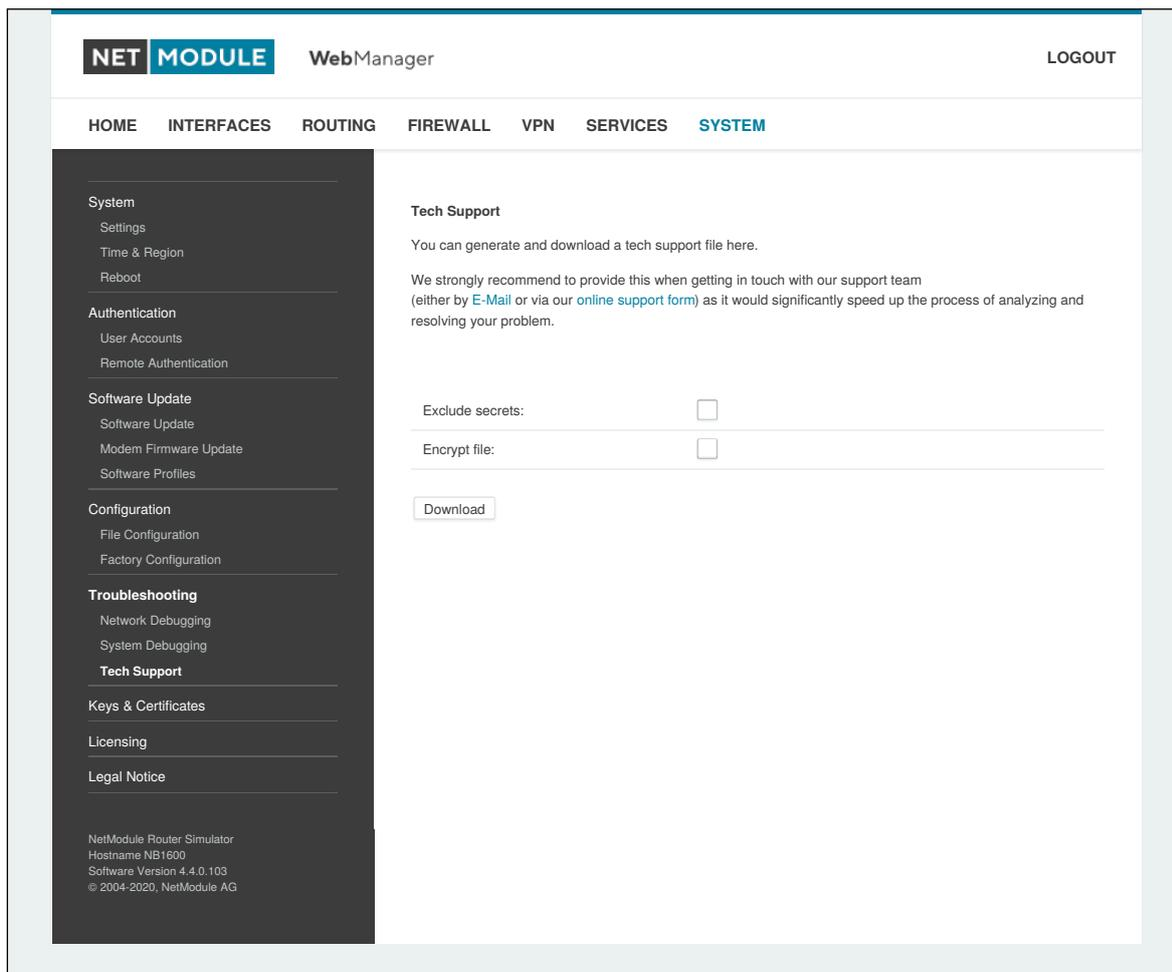 NET MODULE WebManager LOGOUT
HOME INTERFACES ROUTING FIREWALL VPN SERVICES SYSTEM
System
Settings
Time & Region
Reboot
Authentication
User Accounts
Remote Authentication
Software Update
Software Update
Modem Firmware Update
Software Profiles
Configuration
File Configuration
Factory Configuration
Troubleshooting
Network Debugging
System Debugging
Tech Support
Keys & Certificates
Licensing
Legal Notice
NetModule Router Simulator
Hostname NB1600
Software Version 4.4.0.103
© 2004-2020, NetModule AG
Tech Support
You can generate and download a tech support file here.
We strongly recommend to provide this when getting in touch with our support team
(either by E-Mail or via our online support form) as it would significantly speed up the process of analyzing and
resolving your problem.
Exclude secrets:
Encrypt file:
Download